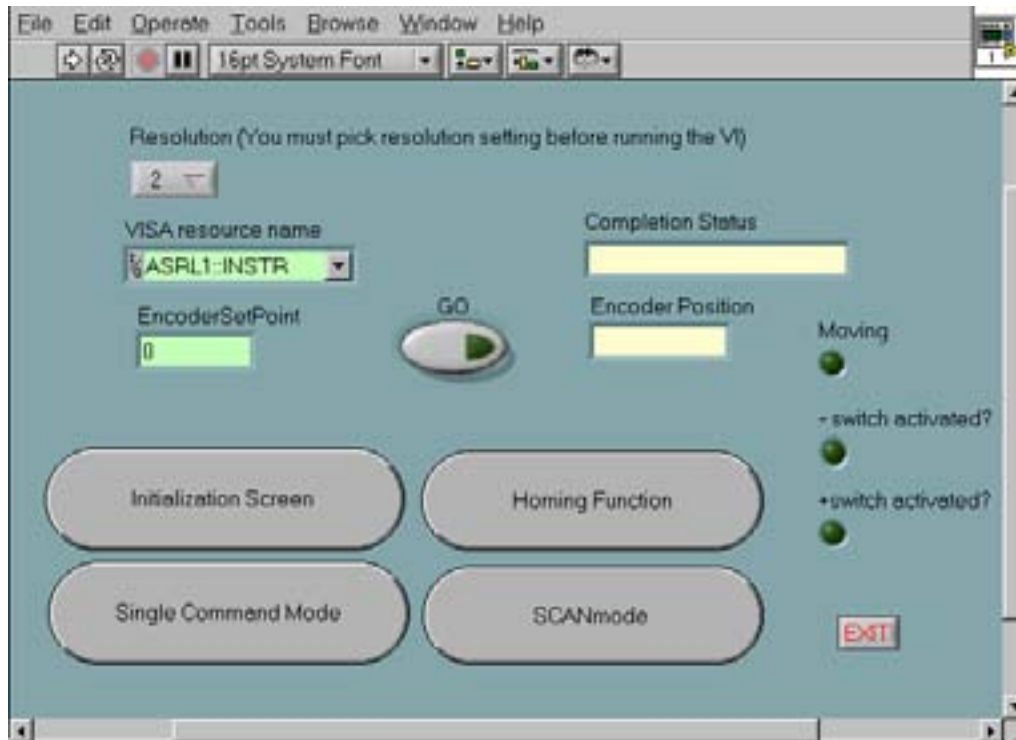 File Edit Operate Tools Browse Window Help
16pt System Font
1
Resolution (You must pick resolution setting before running the VI)
2
VISA resource name
ASRL1::INSTR
Completion Status
EncoderSetPoint
0
GO
Encoder Position
Moving
- switch activated?
+switch activated?
Initialization Screen
Homing Function
Single Command Mode
SCANmode
EXIT